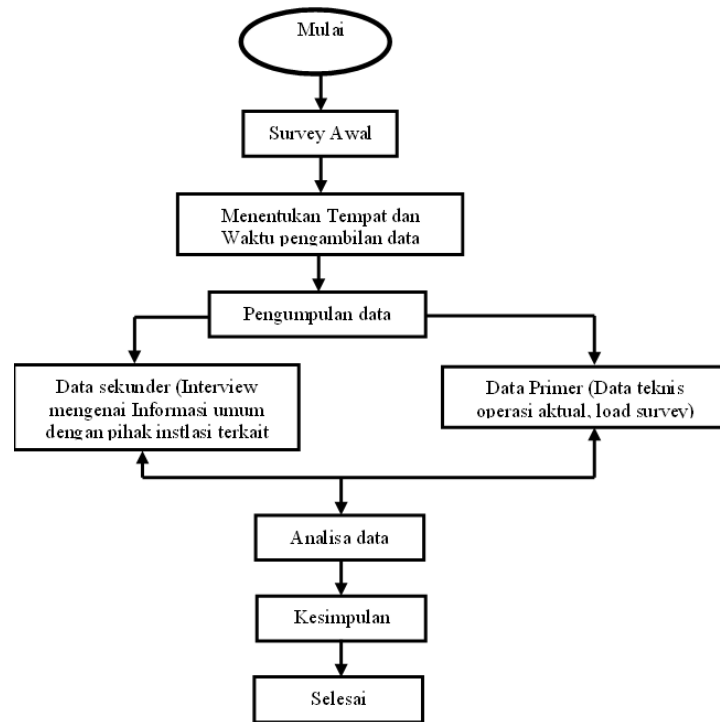 Mulai
Survey Awal
Menentukan Tempat dan
Waktu pengambilan data
Pengumpulan data
Data sekunder (Interview
mengenai Informasi umum
dengan pihak instlasi terkait
Data Primer (Data teknis
operasi aktual, load survey)
Analisa data
Kesimpulan
Selesai